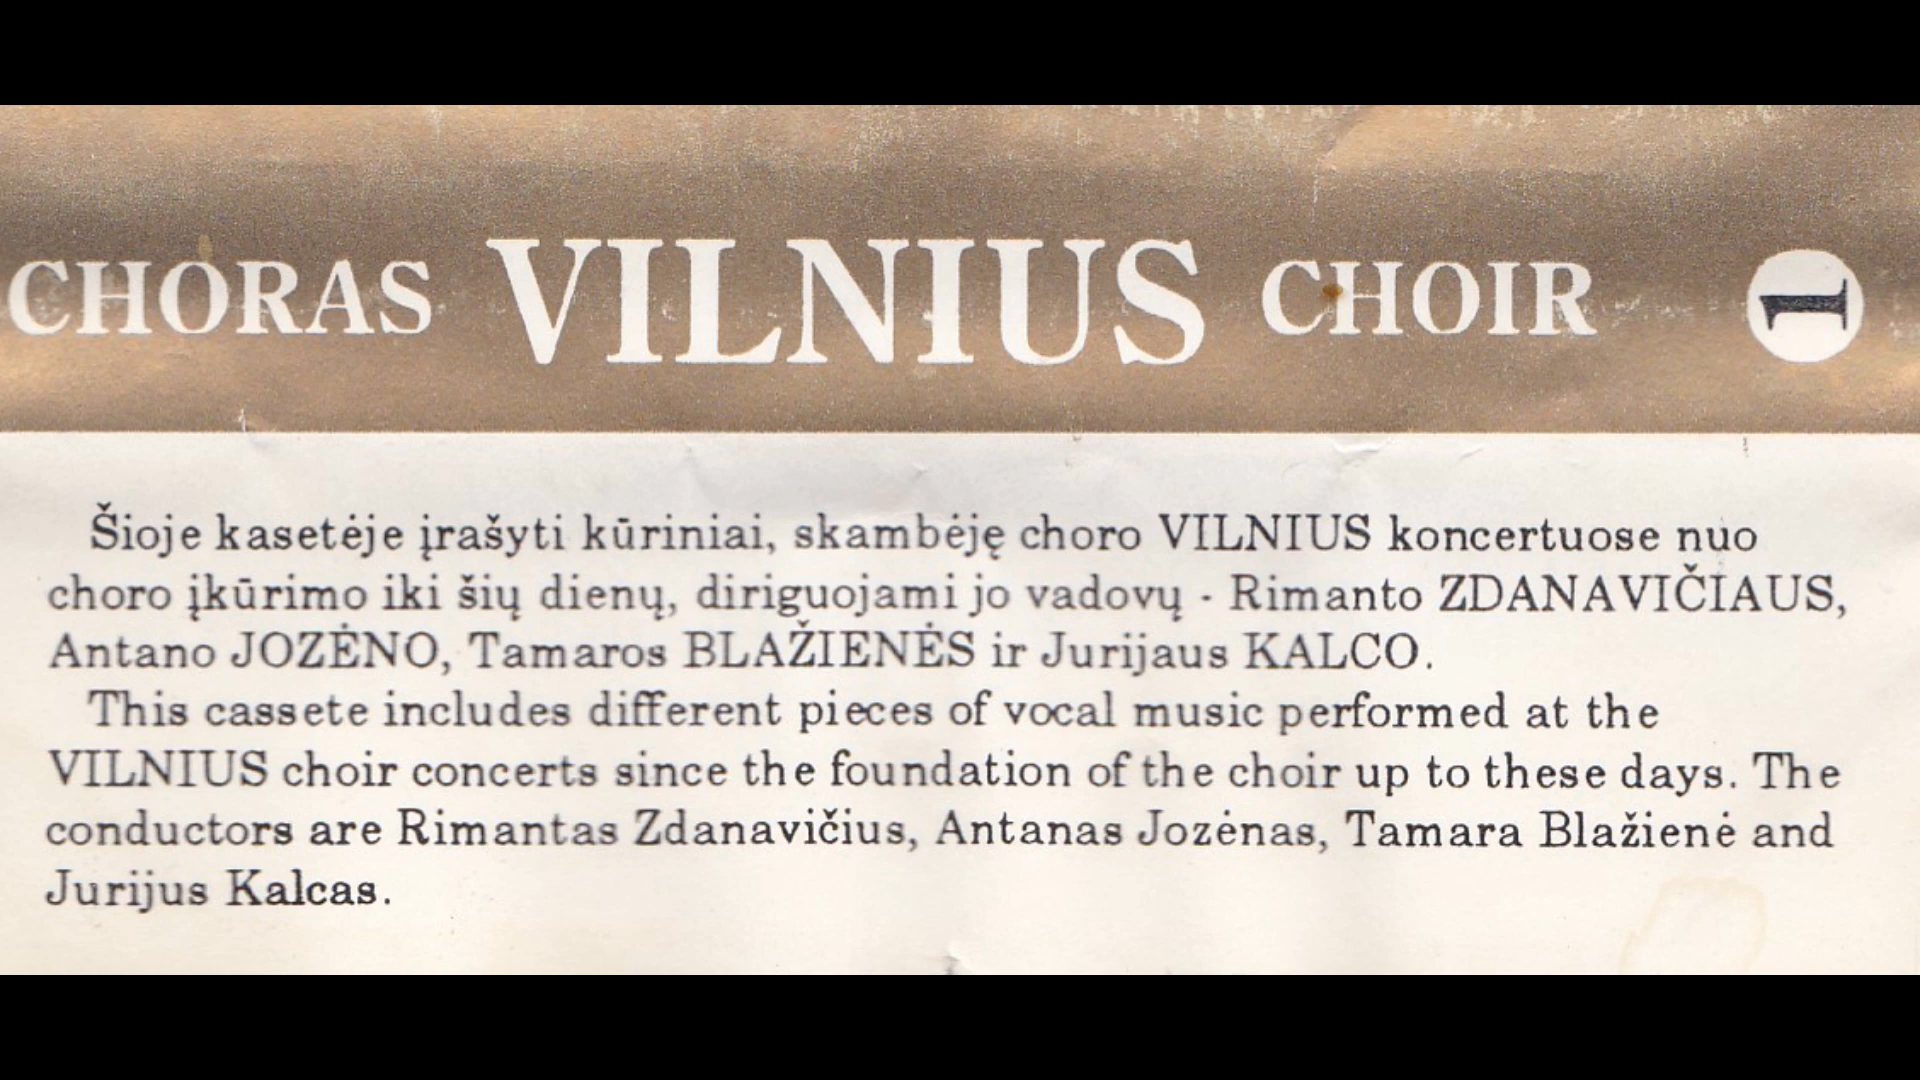 CHORAS VILNIUS CHOIR 1
Šioje kasetėje įrašyti kūriniai, skambėję choro VILNIUS koncertuose nuo
choro įkūrimo iki šių dienų, diriguojami jo vadovų - Rimanto ZDANAVIČIAUS,
Antano JOZĖNO, Tamaros BLAŽIENĖS ir Jurijaus KALCO.
This cassete includes different pieces of vocal music performed at the
VILNIUS choir concerts since the foundation of the choir up to these days. The
conductors are Rimantas Zdanavičius, Antanas Jozėnas, Tamara Blažienė and
Jurijus Kalcas.